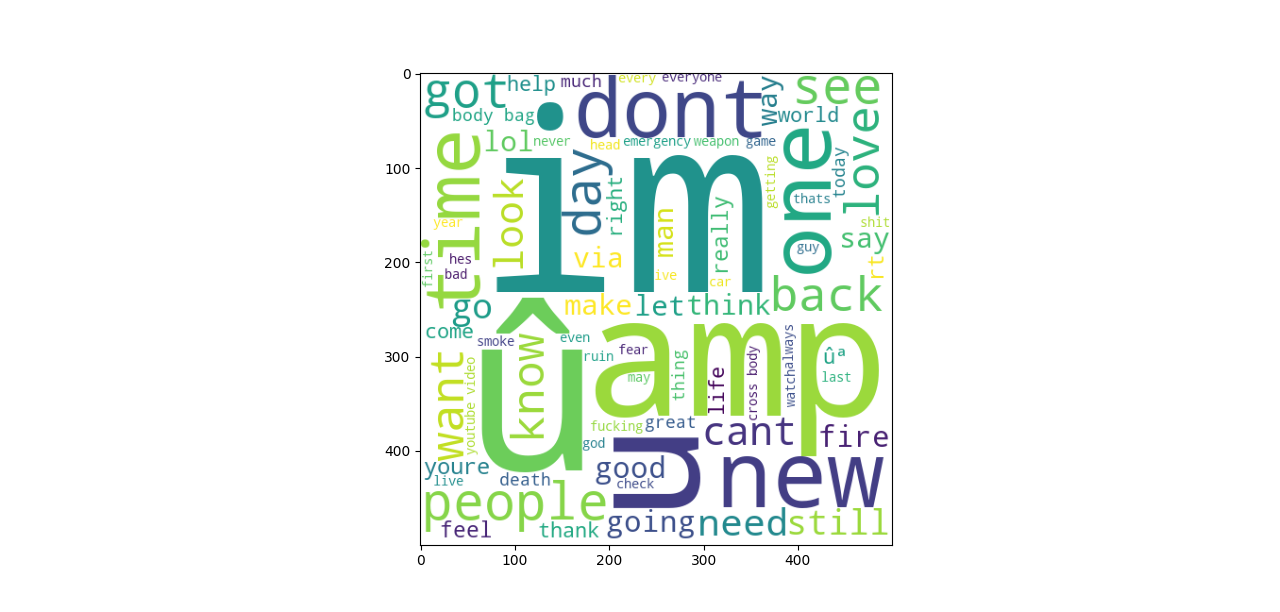 0
got help much every everyone see
body bag dont way world
lol never head emergency weapon game
100
time im one love
look day right getting today
thats
year man really shit
say
first hes via guy
200
bad live car rt
go make let think back
come
smoke û even amp
300
know ruin fear thing always ûª
want youtube video may life cross body watch last
fucking great cant fire
god
400
youre good u new
live death check
people
feel thank going need still
0 100 200 300 400